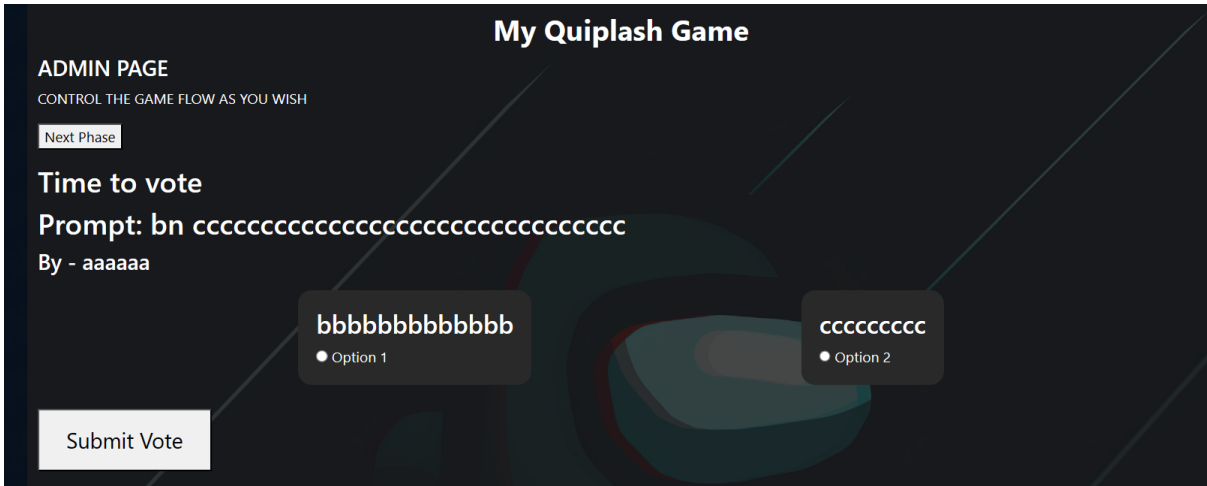 My Quiplash Game
ADMIN PAGE
CONTROL THE GAME FLOW AS YOU WISH
Next Phase
Time to vote
Prompt: bn cccccccccccccccccccccccccccccccc
By - aaaaaa
bbbbbbbbbbbbb
ccccccccc
Option 1
Option 2
Submit Vote